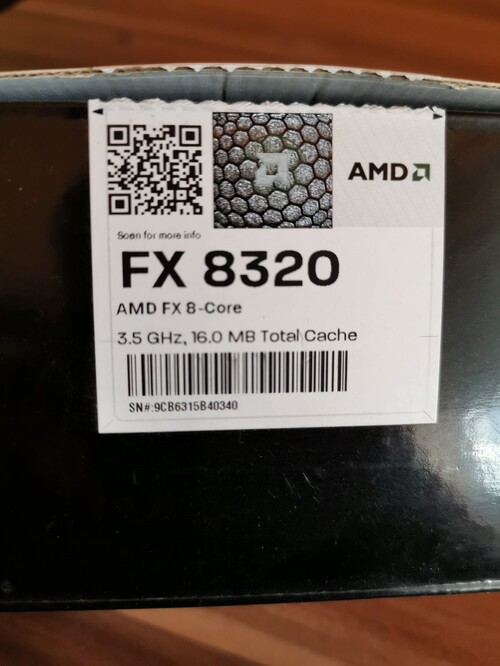 AMD
Scan for more info
FX 8320
AMD FX 8-Core
3.5 GHz, 16.0 MB Total Cache
SN#:9CB6315B40340